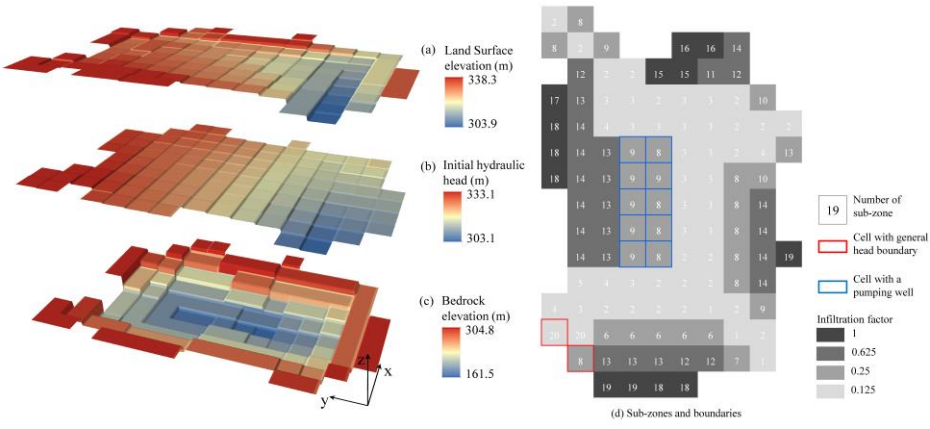 (a) Land Surface
elevation (m)
338.3
303.9
(b) Initial hydraulic
head (m)
333.1
303.1
(c) Bedrock
elevation (m)
304.8
161.5
z
x
y
2 8
8 2 9 16 16 14
12 2 2 15 15 11 12
17 13 3 2 3 3 2 10
18 14 4 3 3 3 3 2 2 2
18 14 13 9 8 3 3 2 4 13
18 14 13 9 8 3 3 8 10
14 13 9 8 8 14
14 13 9 8 8 14
14 13 9 8 2 2 8 14 19
5 4 3 2 2 2 8 14
4 3 2 2 2 2 1 2 9
20 20 6 6 6 6 6 1 2
8 13 13 13 12 12 7 1
19 19 18 18
(d) Sub-zones and boundaries
19 Number of
sub-zone
Cell with general
head boundary
Cell with a
pumping well
Infiltration factor
1
0.625
0.25
0.125